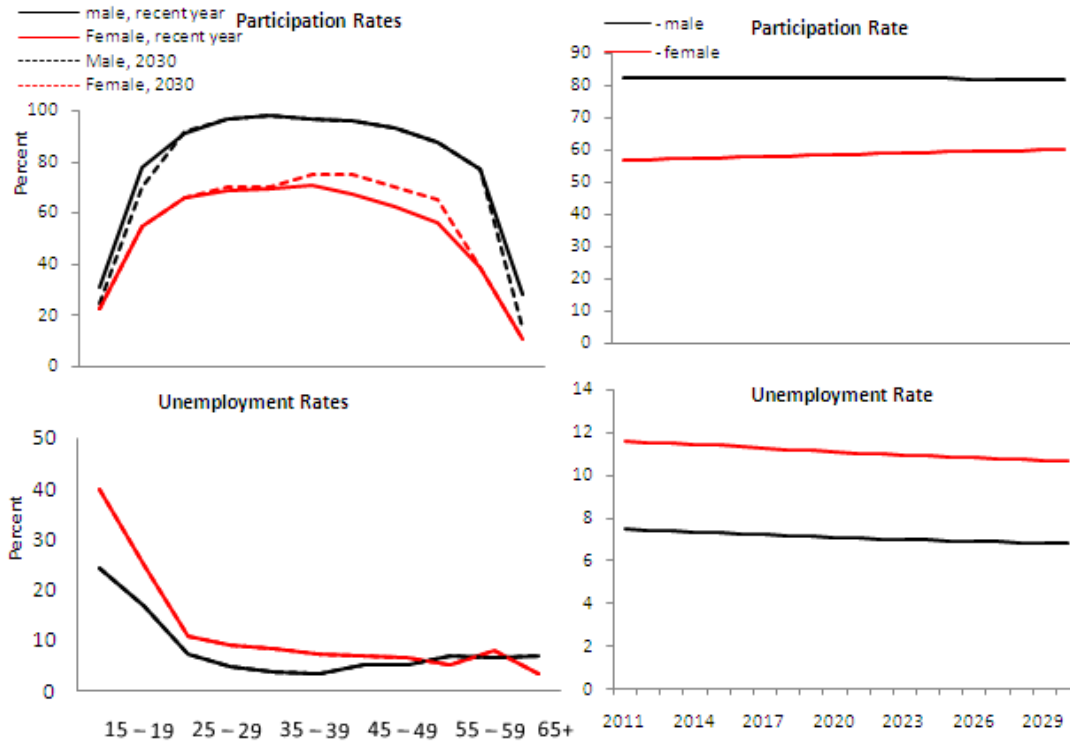 male, recent year
Participation Rates
Female, recent year
Male, 2030
Female, 2030
100
80
60
40
20
0
Percent
- male
Participation Rate
- female
90
80
70
60
50
40
30
20
10
0
Unemployment Rates
50
40
30
20
10
0
Percent
15 – 19 25 – 29 35 – 39 45 – 49 55 – 59 65+
Unemployment Rate
14
12
10
8
6
4
2
0
2011 2014 2017 2020 2023 2026 2029